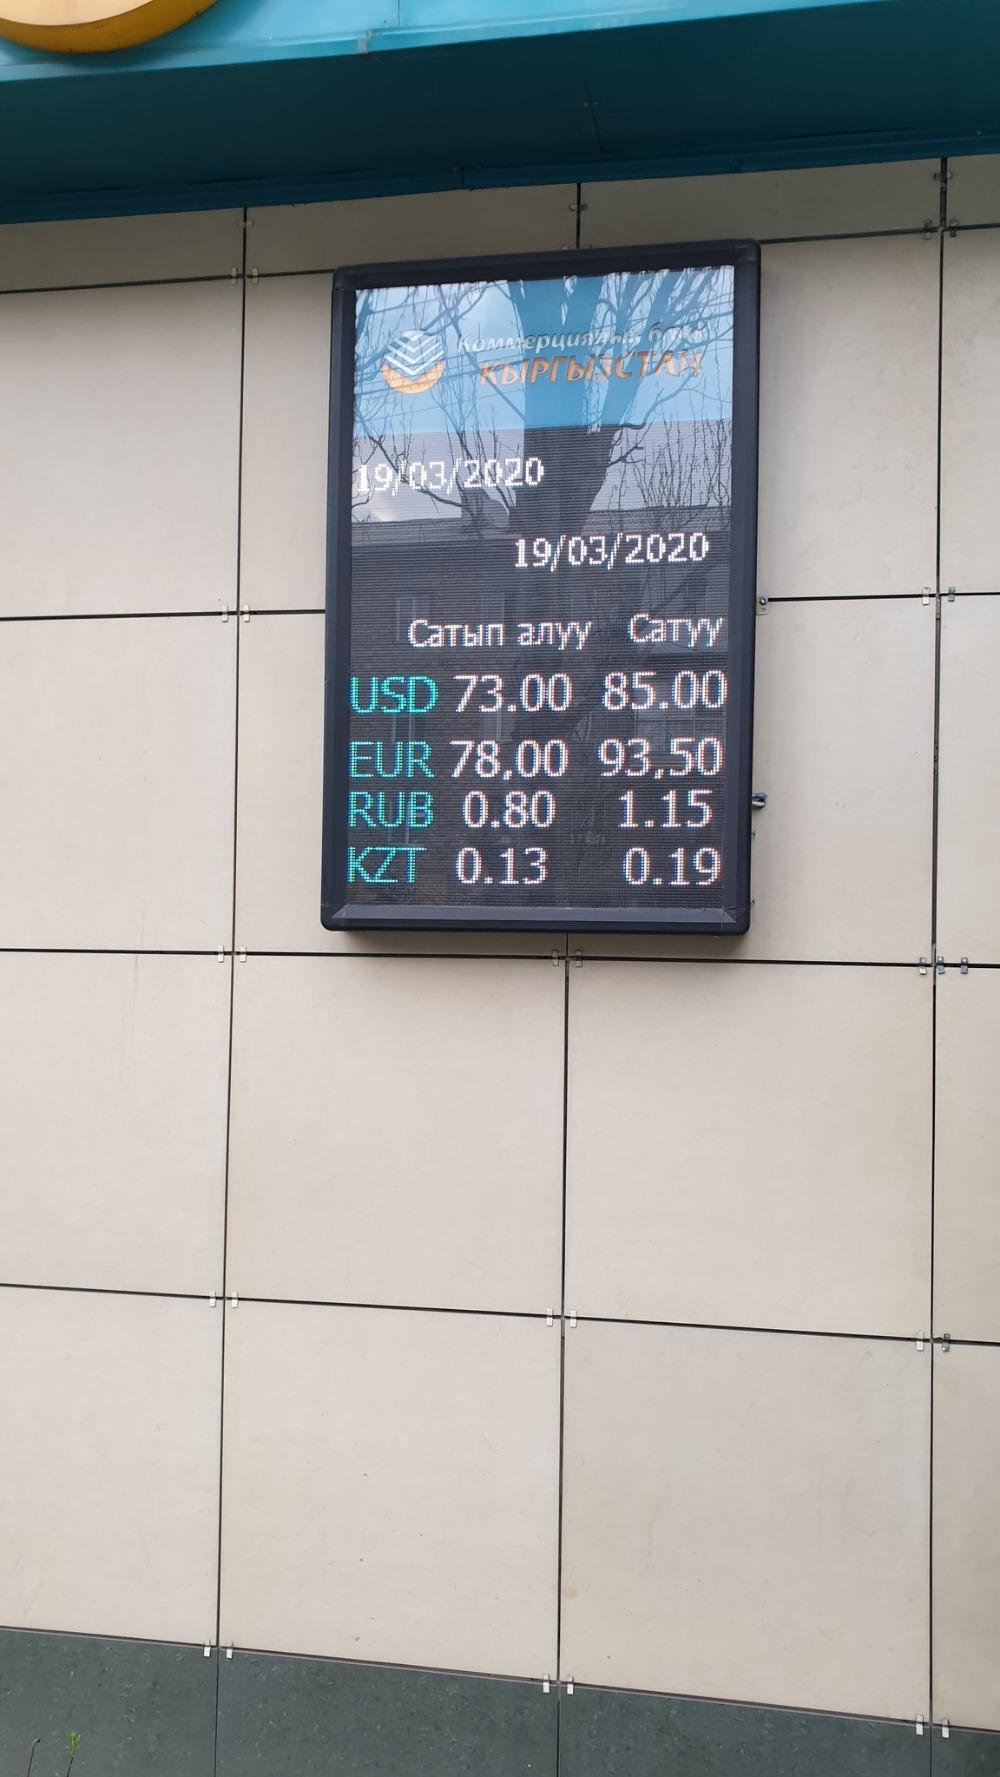 Коммерциялык банк
КЫРГЫЗСТАН
19/03/2020
19/03/2020
Сатып алуу Сатуу
USD 73.00 85.00
EUR 78,00 93,50
RUB 0.80 1.15
KZT 0.13 0.19